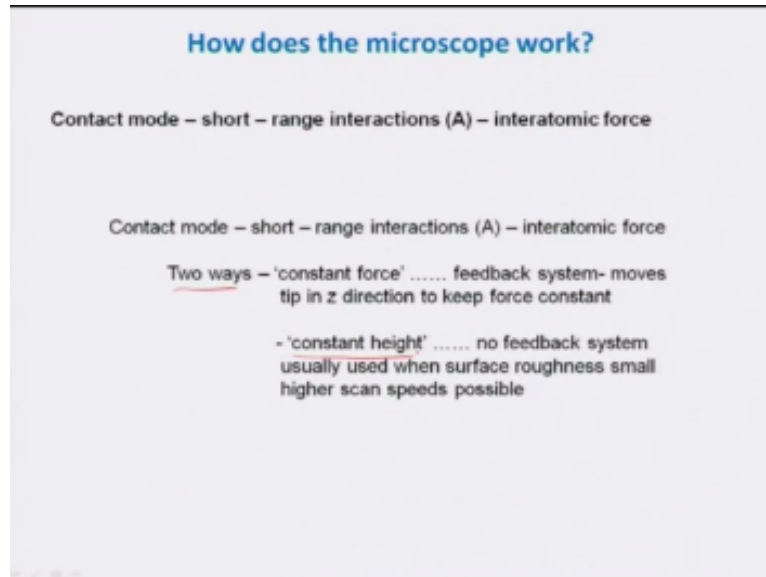 How does the microscope work?
Contact mode – short – range interactions (A) – interatomic force
Contact mode – short – range interactions (A) – interatomic force
Two ways – 'constant force' ...... feedback system- moves
tip in z direction to keep force constant
- 'constant height' ...... no feedback system
usually used when surface roughness small
higher scan speeds possible